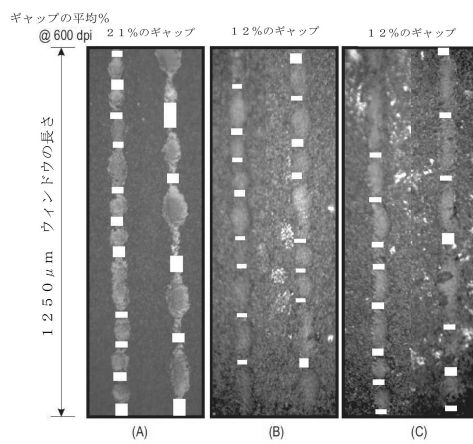 ギャップの平均%
@ 600 dpi
21%のギャップ
12%のギャップ
12%のギャップ
1250μm ウィンドウの長さ
(A)
(B)
(C)